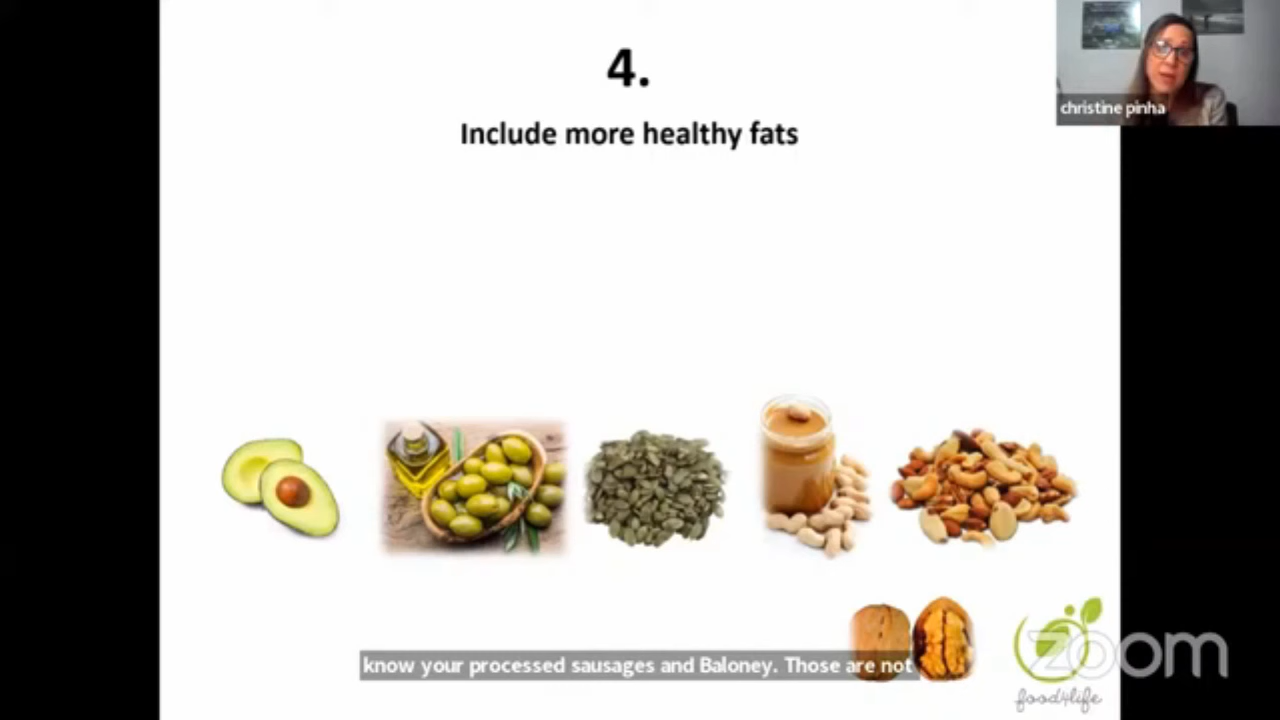 4.
christine pinha
Include more healthy fats
know your processed sausages and Baloney. Those are not
zoom
food4life